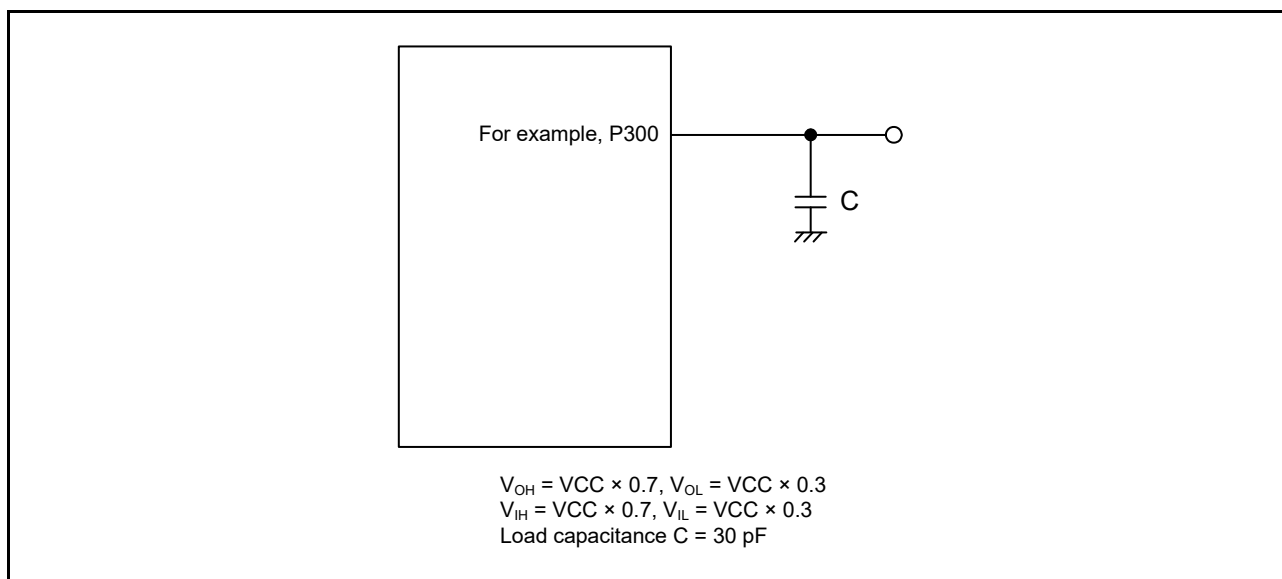 For example, P300
C
V_OH = VCC × 0.7, V_OL = VCC × 0.3
V_IH = VCC × 0.7, V_IL = VCC × 0.3
Load capacitance C = 30 pF